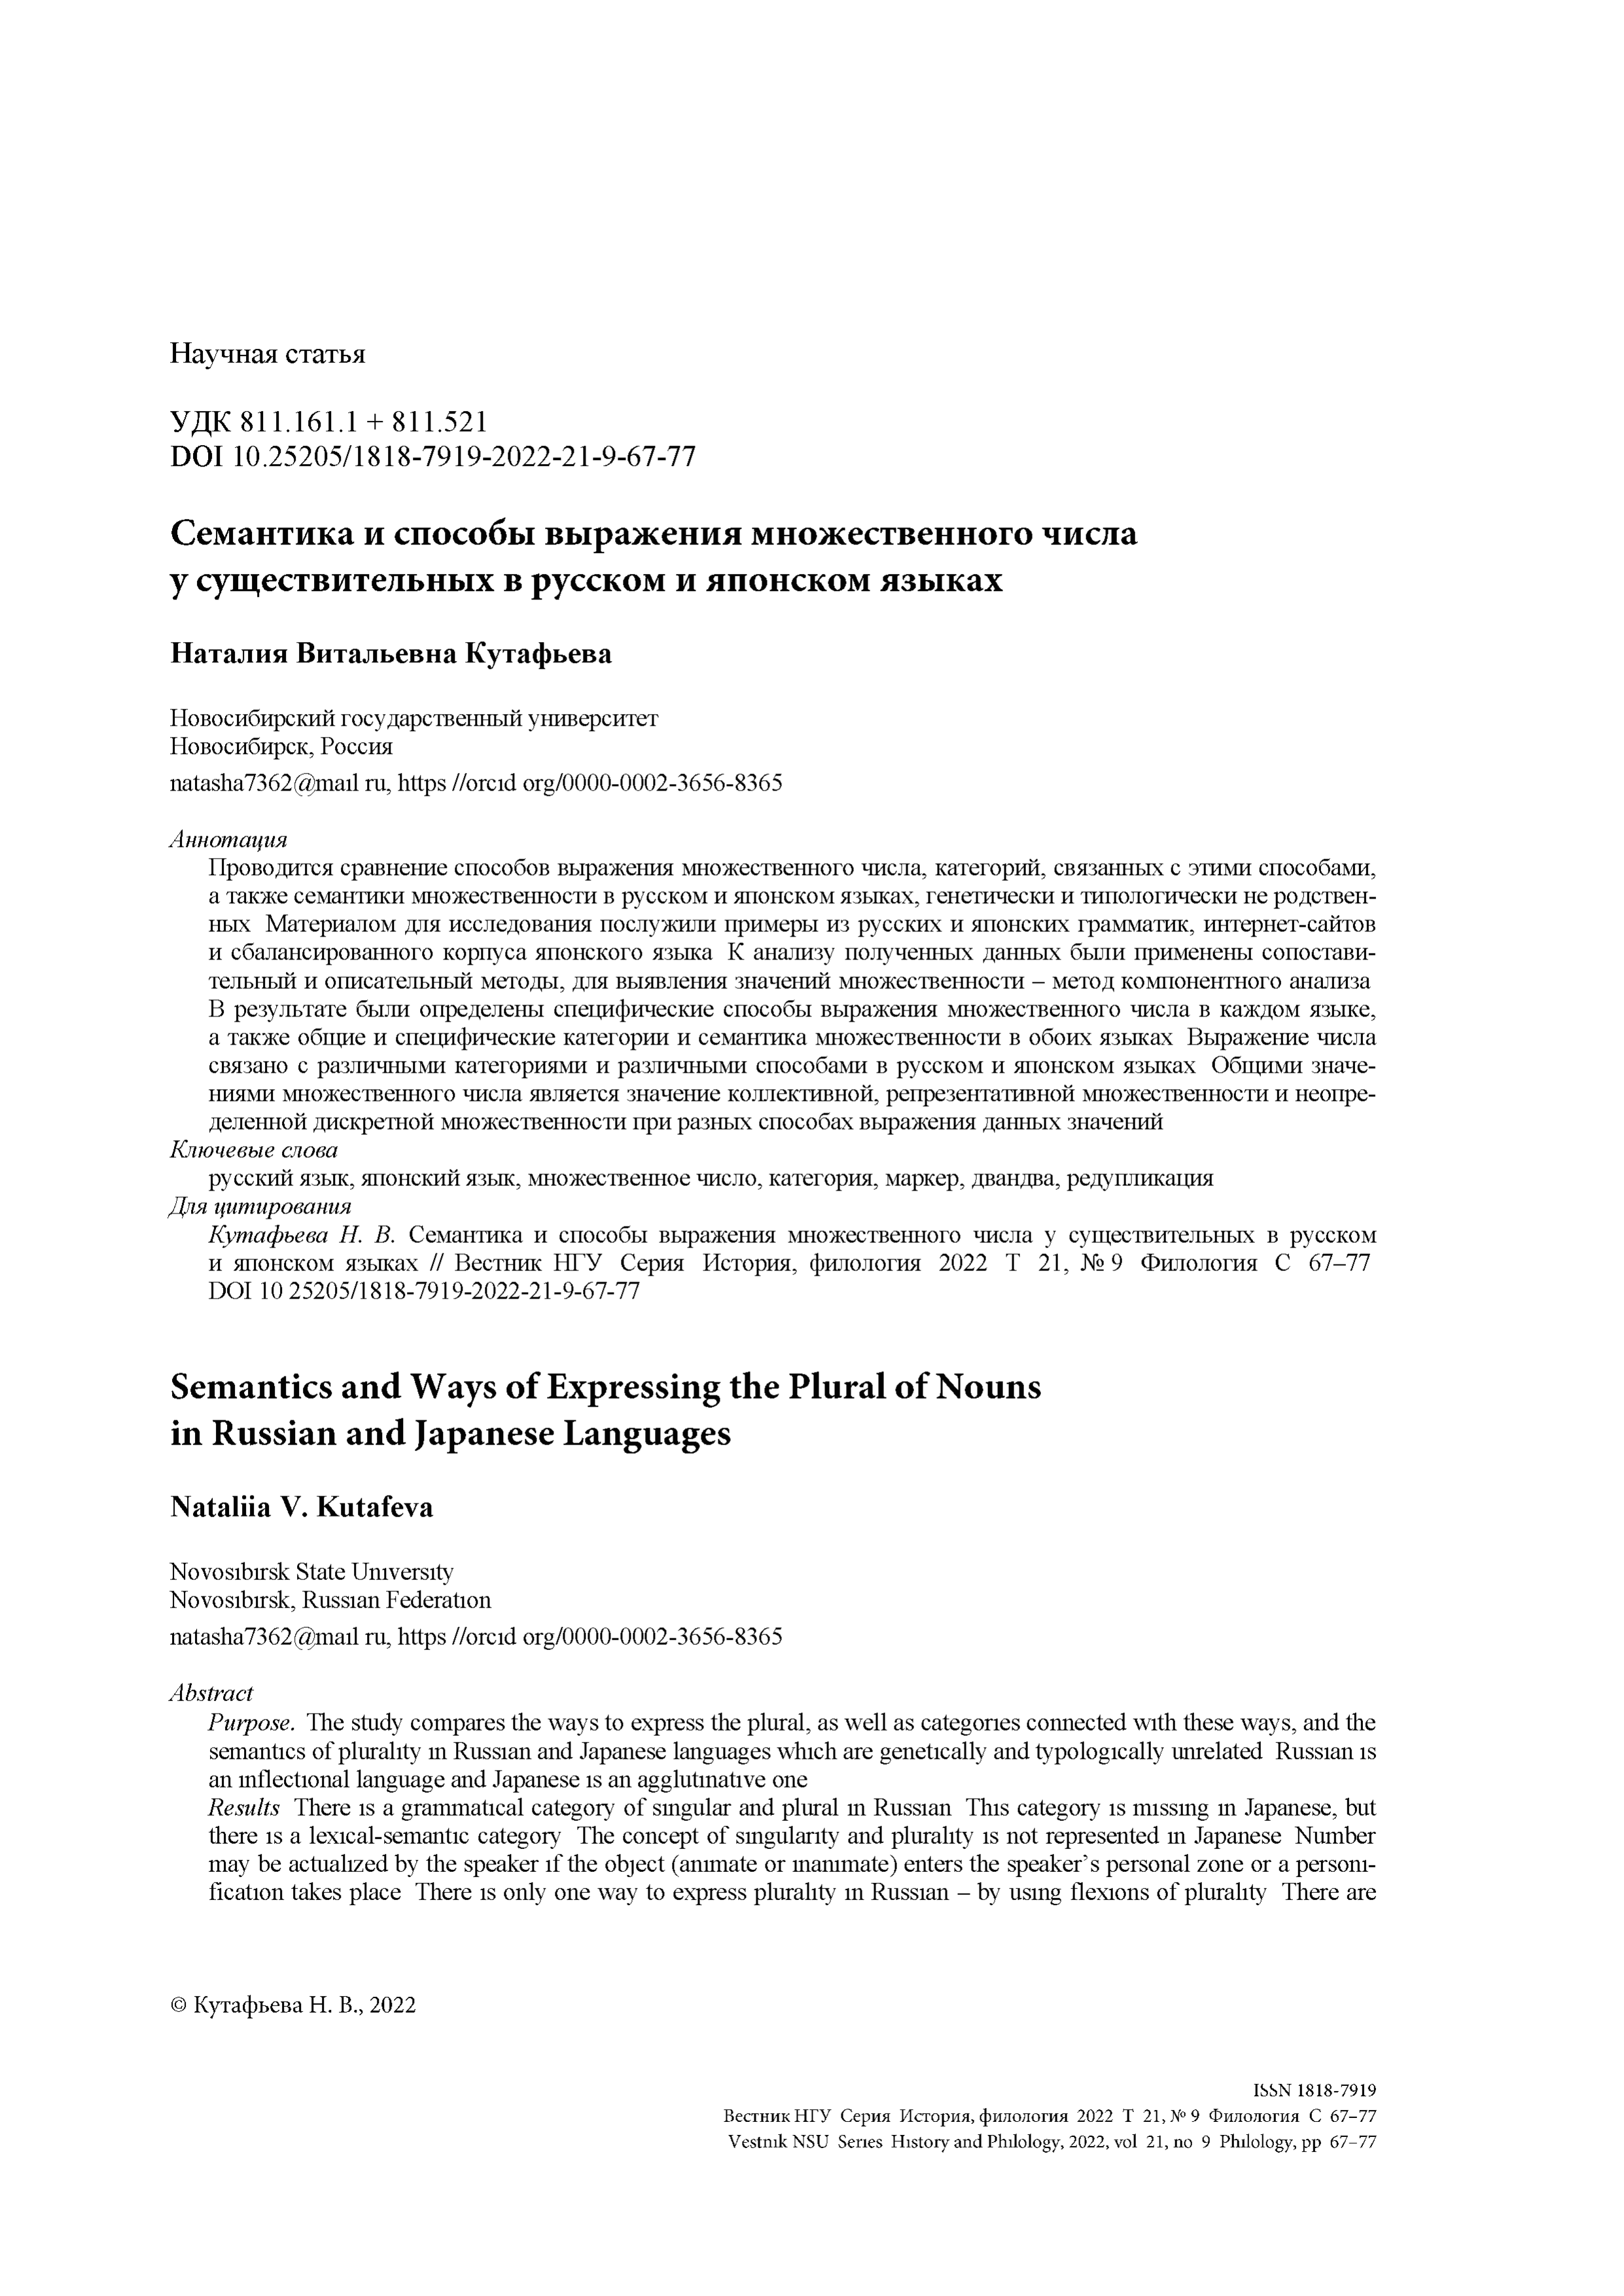 Научная статья
УДК 811.161.1 + 811.521
DOI 10.25205/1818-7919-2022-21-9-67-77
Семантика и способы выражения множественного числа
у существительных в русском и японском языках
Наталия Витальевна Кутафьева
Новосибирский государственный университет
Новосибирск, Россия
natasha7362@mail ru, https //orcid org/0000-0002-3656-8365
Аннотация
Проводится сравнение способов выражения множественного числа, категорий, связанных с этими способами,
а также семантики множественности в русском и японском языках, генетически и типологически не родствен-
ных Материалом для исследования послужили примеры из русских и японских грамматик, интернет-сайтов
и сбалансированного корпуса японского языка К анализу полученных данных были применены сопостави-
тельный и описательный методы, для выявления значений множественности – метод компонентного анализа
В результате были определены специфические способы выражения множественного числа в каждом языке,
а также общие и специфические категории и семантика множественности в обоих языках Выражение числа
связано с различными категориями и различными способами в русском и японском языках Общими значе-
ниями множественного числа является значение коллективной, репрезентативной множественности и неопре-
деленной дискретной множественности при разных способах выражения данных значений
Ключевые слова
русский язык, японский язык, множественное число, категория, маркер, двандва, редупликация
Для цитирования
Кутафьева Н. В. Семантика и способы выражения множественного числа у существительных в русском
и японском языках // Вестник НГУ Серия История, филология 2022 Т 21, № 9 Филология С 67–77
DOI 10 25205/1818-7919-2022-21-9-67-77
Semantics and Ways of Expressing the Plural of Nouns
in Russian and Japanese Languages
Nataliia V. Kutafeva
Novosibirsk State University
Novosibirsk, Russian Federation
natasha7362@mail ru, https //orcid org/0000-0002-3656-8365
Abstract
Purpose. The study compares the ways to express the plural, as well as categories connected with these ways, and the
semantics of plurality in Russian and Japanese languages which are genetically and typologically unrelated Russian is
an inflectional language and Japanese is an agglutinative one
Results There is a grammatical category of singular and plural in Russian This category is missing in Japanese, but
there is a lexical-semantic category The concept of singularity and plurality is not represented in Japanese Number
may be actualized by the speaker if the object (animate or inanimate) enters the speaker’s personal zone or a personi-
fication takes place There is only one way to express plurality in Russian – by using flexions of plurality There are
© Кутафьева Н. В., 2022
ISSN 1818-7919
Вестник НГУ Серия История, филология 2022 Т 21, № 9 Филология С 67–77
Vestnik NSU Series History and Philology, 2022, vol 21, no 9 Philology, pp 67–77